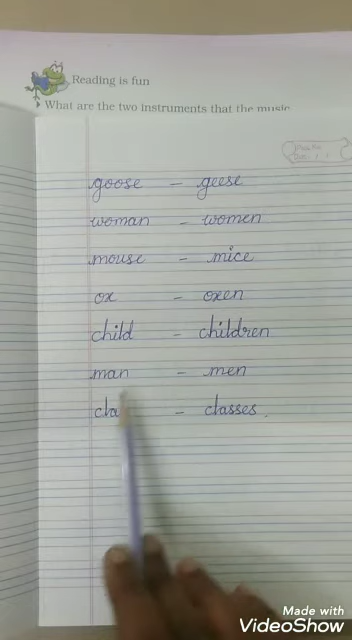 Reading is fun
What are the two instruments that the music
goose - geese
woman - women
mouse - mice
ox - oxen
child - children
man - men
cla - classes.
Made with
VideoShow